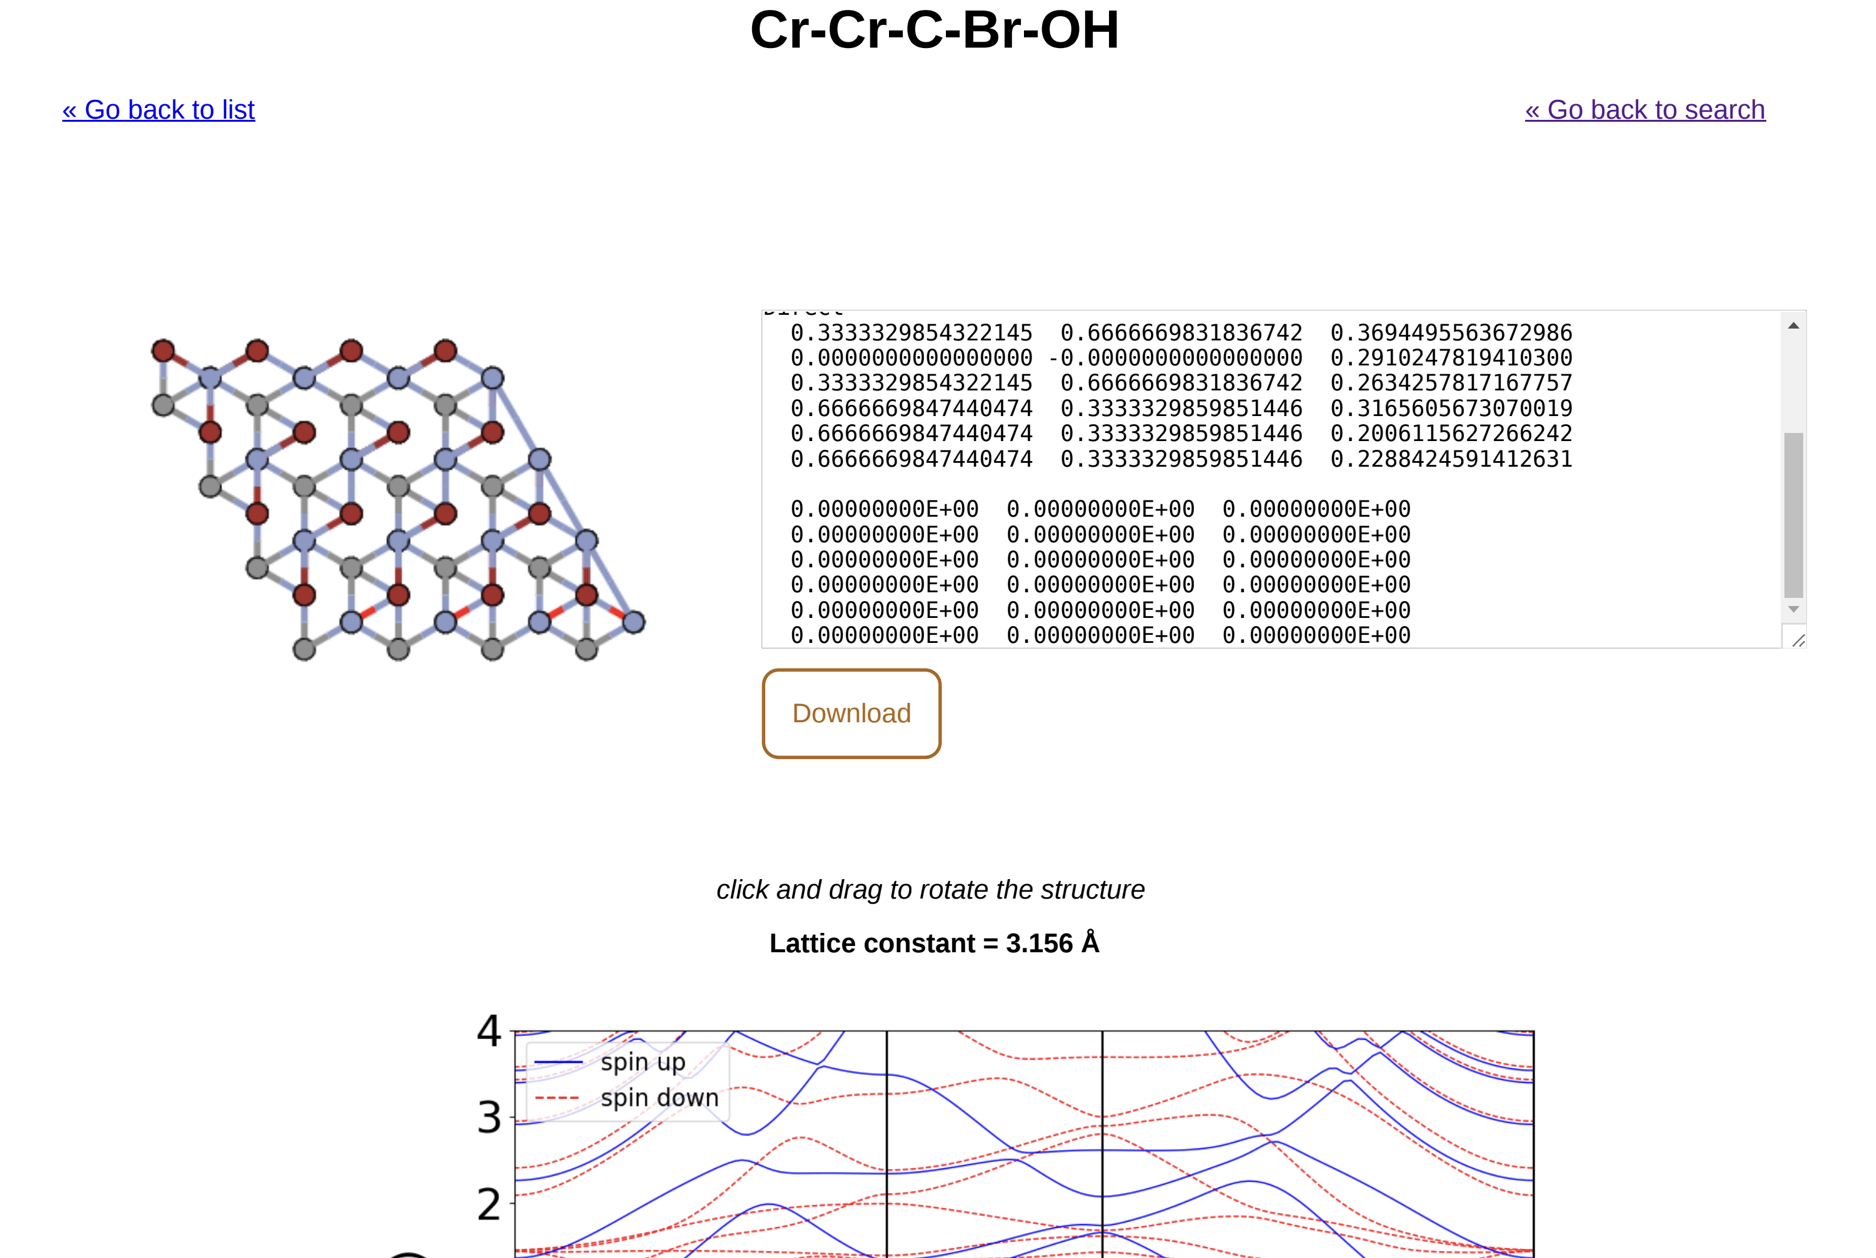 Cr-Cr-C-Br-OH
« Go back to list
« Go back to search
Direct
0.3333329854322145 0.6666669831836742 0.3694495563672986
0.0000000000000000 -0.0000000000000000 0.2910247819410300
0.3333329854322145 0.6666669831836742 0.2634257817167757
0.6666669847440474 0.3333329859851446 0.3165605673070019
0.6666669847440474 0.3333329859851446 0.2006115627266242
0.6666669847440474 0.3333329859851446 0.2288424591412631
0.00000000E+00 0.00000000E+00 0.00000000E+00
0.00000000E+00 0.00000000E+00 0.00000000E+00
0.00000000E+00 0.00000000E+00 0.00000000E+00
0.00000000E+00 0.00000000E+00 0.00000000E+00
0.00000000E+00 0.00000000E+00 0.00000000E+00
0.00000000E+00 0.00000000E+00 0.00000000E+00
Download
click and drag to rotate the structure
Lattice constant = 3.156 Å
4
spin up
spin down
3
2